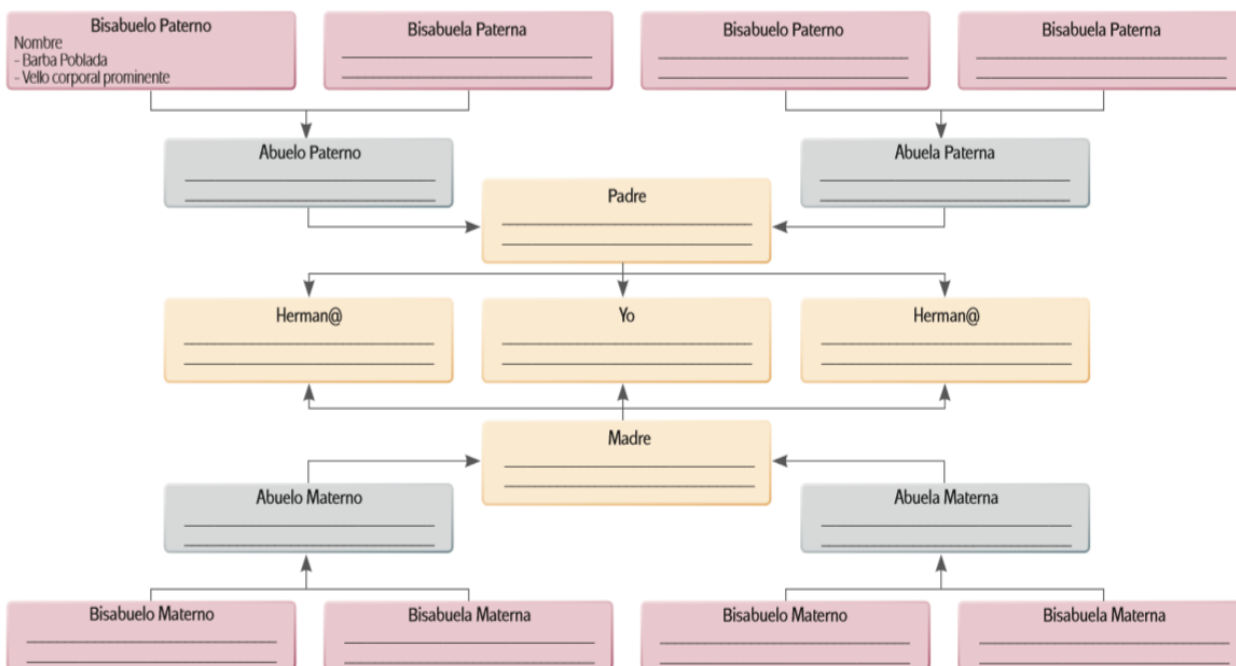 Bisabuelo Paterno
Nombre
- Barba Poblada
- Vello corporal prominente
Bisabuela Paterna
Bisabuelo Paterno
Bisabuela Paterna
Abuelo Paterno
Abuela Paterna
Padre
Herman@
Yo
Herman@
Madre
Abuelo Materno
Abuela Materna
Bisabuelo Materno
Bisabuela Materna
Bisabuelo Materno
Bisabuela Materna